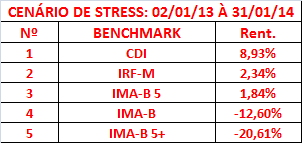 CENÁRIO DE STRESS: 02/01/13 À 31/01/14
Nº BENCHMARK Rent.
1 CDI 8,93%
2 IRF-M 2,34%
3 IMA-B 5 1,84%
4 IMA-B -12,60%
5 IMA-B 5+ -20,61%